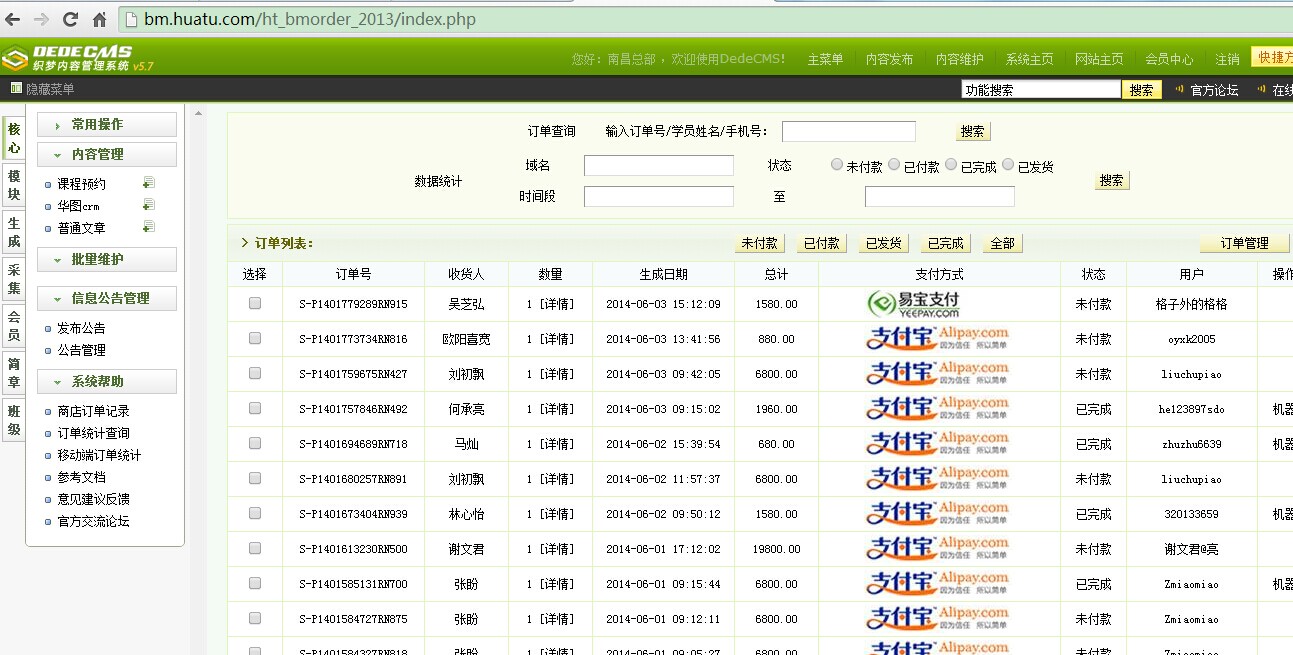 bm.huatu.com/ht_bmorder_2013/index.php
DEDECMS
织梦内容管理系统 v5.7
您好：南昌总部 ，欢迎使用DedeCMS! 主菜单 内容发布 内容维护 系统主页 网站主页 会员中心 注销 快捷方
隐藏菜单 功能搜索 搜索 官方论坛 在线
核心
模块
生成
采集
会员
简章
班级
常用操作
内容管理
课程预约
华图crm
普通文章
批量维护
信息公告管理
发布公告
公告管理
系统帮助
商店订单记录
订单统计查询
移动端订单统计
参考文档
意见建议反馈
官方交流论坛
订单查询 输入订单号/学员姓名/手机号： 搜索
数据统计 域名 状态 未付款 已付款 已完成 已发货 搜索
时间段 至
订单列表： 未付款 已付款 已发货 已完成 全部 订单管理
选择 订单号 收货人 数量 生成日期 总计 支付方式 状态 用户 操作
S-P1401779289RN915 吴芝弘 1 [详情] 2014-06-03 15:12:09 1580.00 易宝支付 YEEPAY.COM 未付款 格子外的格格
S-P1401773734RN816 欧阳喜宽 1 [详情] 2014-06-03 13:41:56 880.00 支付宝 Alipay.com 因为信任 所以简单 未付款 oyxk2005
S-P1401759675RN427 刘初飘 1 [详情] 2014-06-03 09:42:05 6800.00 支付宝 Alipay.com 因为信任 所以简单 未付款 liuchupiao
S-P1401757846RN492 何承亮 1 [详情] 2014-06-03 09:15:02 1960.00 支付宝 Alipay.com 因为信任 所以简单 已完成 he123897sdo 机器
S-P1401694689RN718 马灿 1 [详情] 2014-06-02 15:39:54 680.00 支付宝 Alipay.com 因为信任 所以简单 已完成 zhuzhu6639 机器
S-P1401680257RN891 刘初飘 1 [详情] 2014-06-02 11:57:37 6800.00 支付宝 Alipay.com 因为信任 所以简单 未付款 liuchupiao
S-P1401673404RN939 林心怡 1 [详情] 2014-06-02 09:50:12 1580.00 支付宝 Alipay.com 因为信任 所以简单 已完成 320133659 机器
S-P1401613230RN500 谢文君 1 [详情] 2014-06-01 17:12:02 19800.00 支付宝 Alipay.com 因为信任 所以简单 未付款 谢文君@亮
S-P1401585131RN700 张盼 1 [详情] 2014-06-01 09:15:44 6800.00 支付宝 Alipay.com 因为信任 所以简单 已完成 Zmiaomiao 机器
S-P1401584727RN875 张盼 1 [详情] 2014-06-01 09:12:11 6800.00 支付宝 Alipay.com 因为信任 所以简单 未付款 Zmiaomiao
S-P1401584327RN818 张盼 1 [详情] 2014-06-01 09:05:27 6800.00 支付宝 Alipay.com 未付款 Zmiaomiao